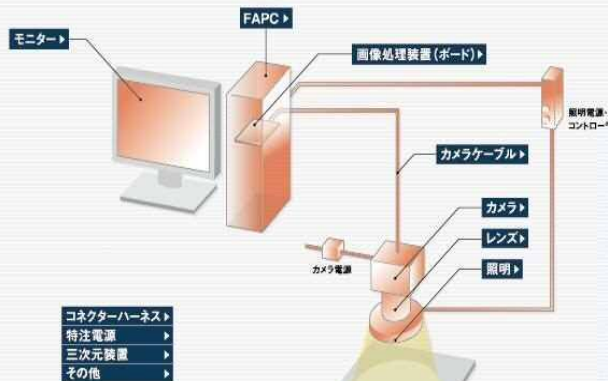 FAPC
モニター
画像処理装置(ボード)
照明電源・
コントローラ
カメラケーブル
カメラ
レンズ
カメラ電源
照明
コネクターハーネス
特注電源
三次元装置
その他